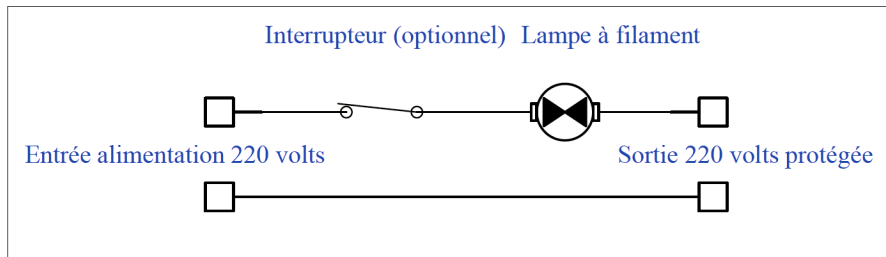 Interrupteur (optionnel) Lampe à filament
Entrée alimentation 220 volts
Sortie 220 volts protégée